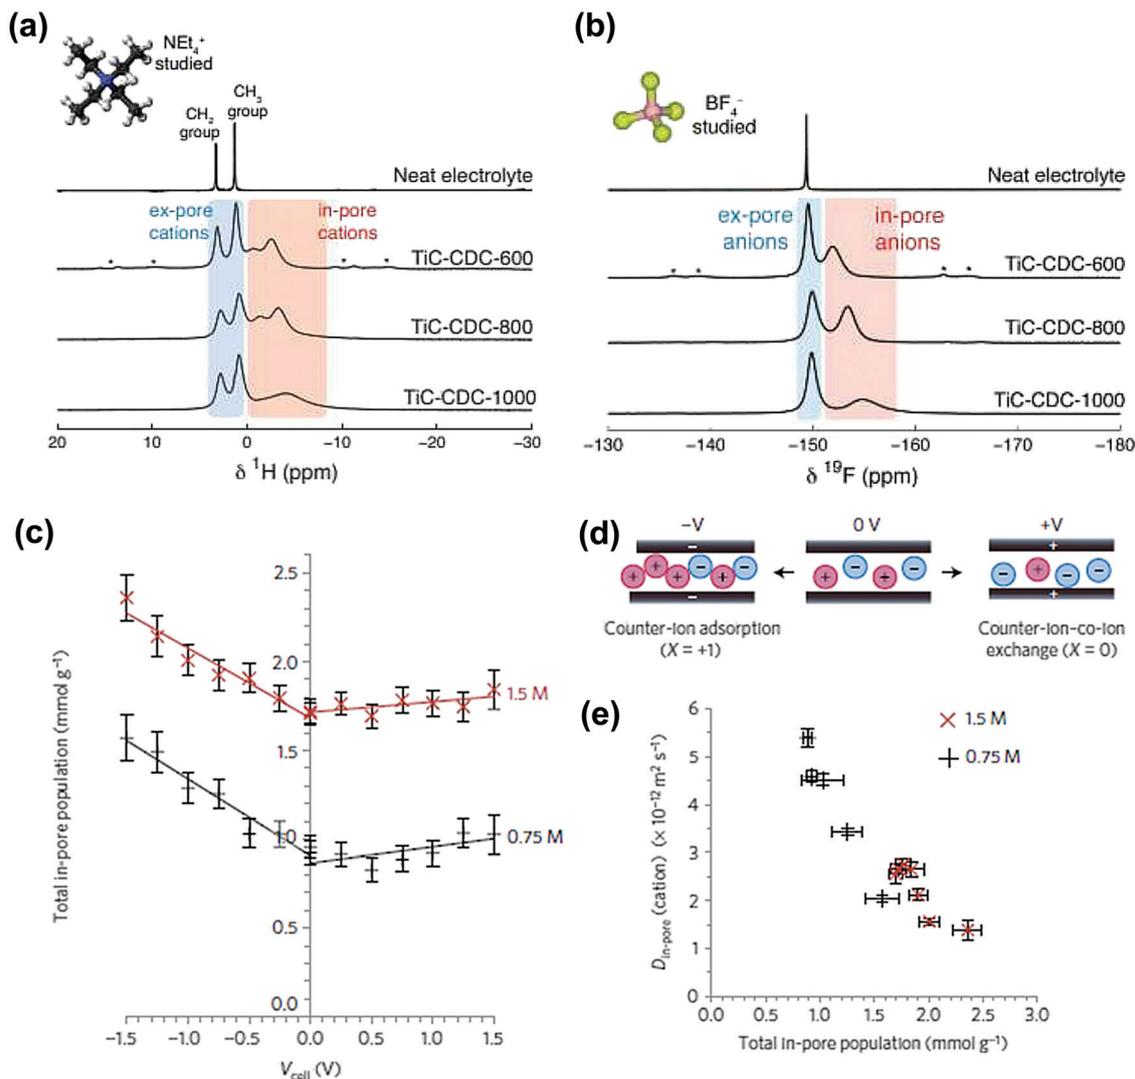 (a)
NEt₄⁺
studied
CH₂
group
CH₃
group
Neat electrolyte
ex-pore
cations
in-pore
cations
* * * *
TiC-CDC-600
TiC-CDC-800
TiC-CDC-1000
20 10 0 −10 −20 −30
δ ¹H (ppm)
(b)
BF₄⁻
studied
Neat electrolyte
ex-pore
anions
in-pore
anions
* * * *
TiC-CDC-600
TiC-CDC-800
TiC-CDC-1000
−130 −140 −150 −160 −170 −180
δ ¹⁹F (ppm)
(c)
Total in-pore population (mmol g⁻¹)
2.5
2.0
1.5
1.0
0.5
0.0
1.5 M
0.75 M
−1.5 −1.0 −0.5 0.0 0.5 1.0 1.5
V_cell (V)
(d)
−V 0 V +V
− +
+ + + − + − + − + − − + − −
− +
Counter-ion adsorption
(X = +1)
Counter-ion-co-ion
exchange (X = 0)
(e)
D_in-pore (cation) (× 10⁻¹² m² s⁻¹)
6
5
4
3
2
1
0
1.5 M
0.75 M
0.0 0.5 1.0 1.5 2.0 2.5 3.0
Total in-pore population (mmol g⁻¹)